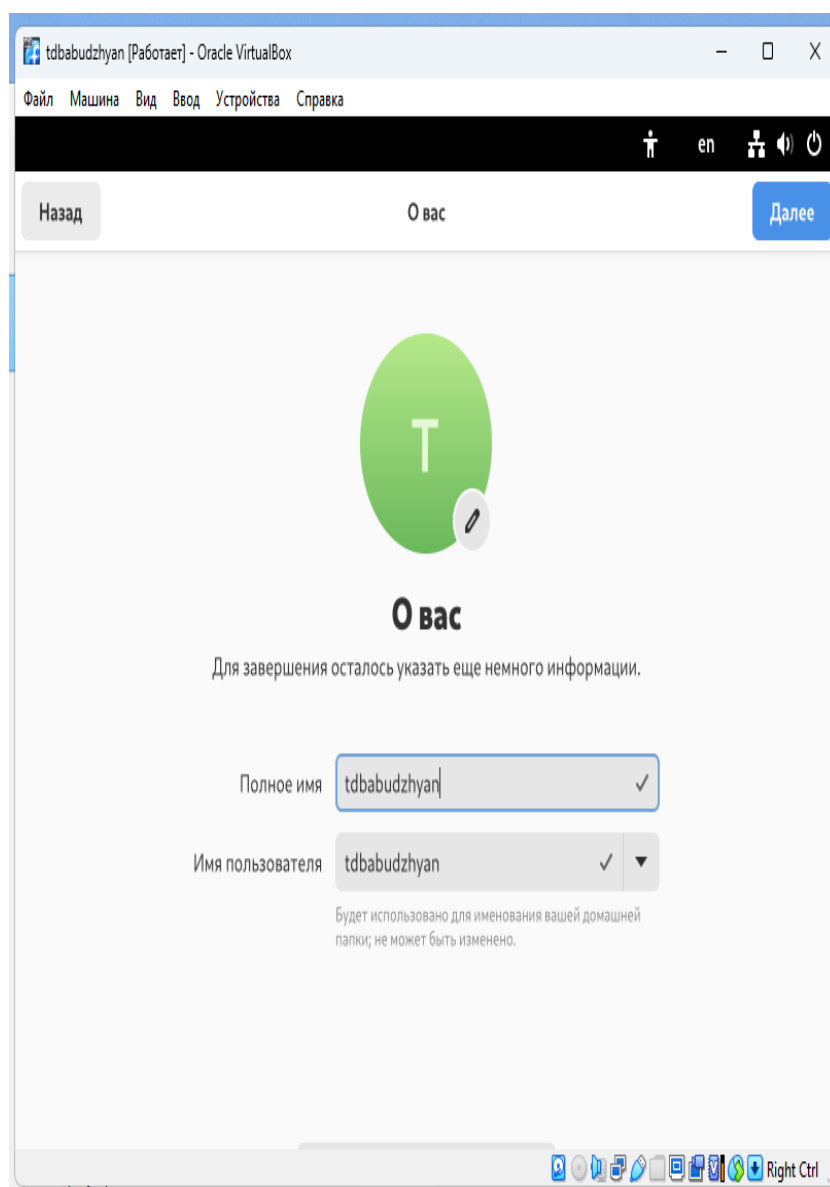 tdbabudzhyan [Работает] - Oracle VirtualBox
Файл Машина Вид Ввод Устройства Справка
en
Назад О вас Далее
T
О вас
Для завершения осталось указать еще немного информации.
Полное имя tdbabudzhyan
Имя пользователя tdbabudzhyan
Будет использовано для именования вашей домашней
папки; не может быть изменено.
Right Ctrl